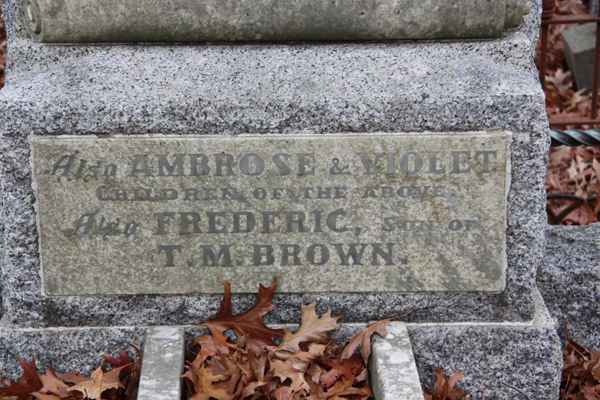 Also AMBROSE & VIOLET
CHILDREN OF THE ABOVE.
Also FREDERIC, SON OF
T. M. BROWN.